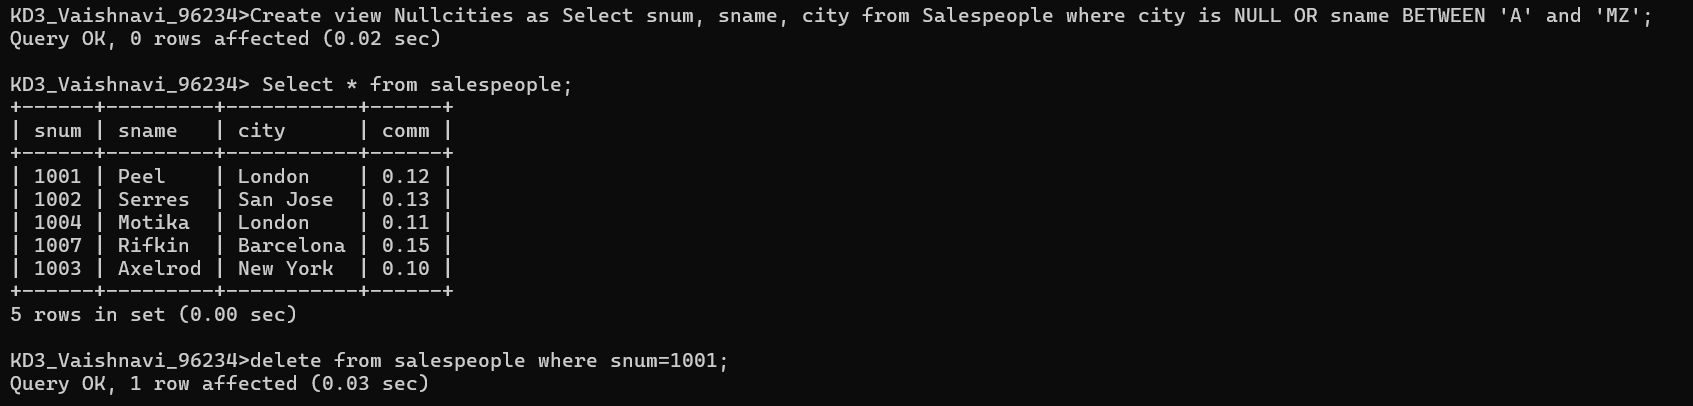 KD3_Vaishnavi_96234>Create view Nullcities as Select snum, sname, city from Salespeople where city is NULL OR sname BETWEEN 'A' and 'MZ';
Query OK, 0 rows affected (0.02 sec)

KD3_Vaishnavi_96234> Select * from salespeople;
+------+---------+-----------+------+
| snum | sname   | city      | comm |
+------+---------+-----------+------+
| 1001 | Peel    | London    | 0.12 |
| 1002 | Serres  | San Jose  | 0.13 |
| 1004 | Motika  | London    | 0.11 |
| 1007 | Rifkin  | Barcelona | 0.15 |
| 1003 | Axelrod | New York  | 0.10 |
+------+---------+-----------+------+
5 rows in set (0.00 sec)

KD3_Vaishnavi_96234>delete from salespeople where snum=1001;
Query OK, 1 row affected (0.03 sec)